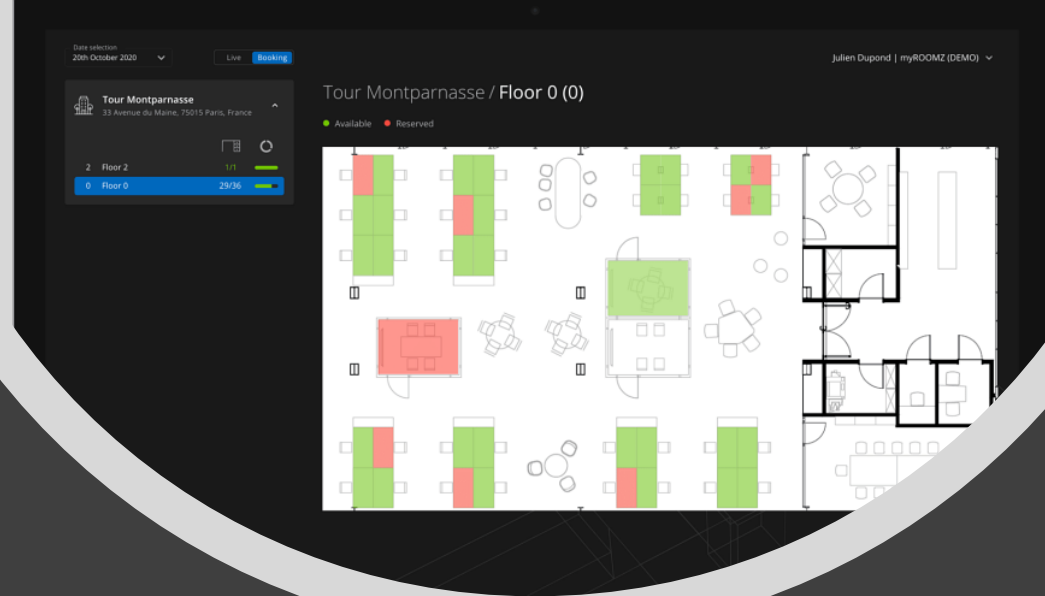 Date selection
20th October 2020
Live
Booking
Julien Dupond | myROOMZ (DEMO)
Tour Montparnasse
33 Avenue du Maine, 75015 Paris, France
2 Floor 2 1/1
0 Floor 0 29/36
Tour Montparnasse / Floor 0 (0)
Available
Reserved